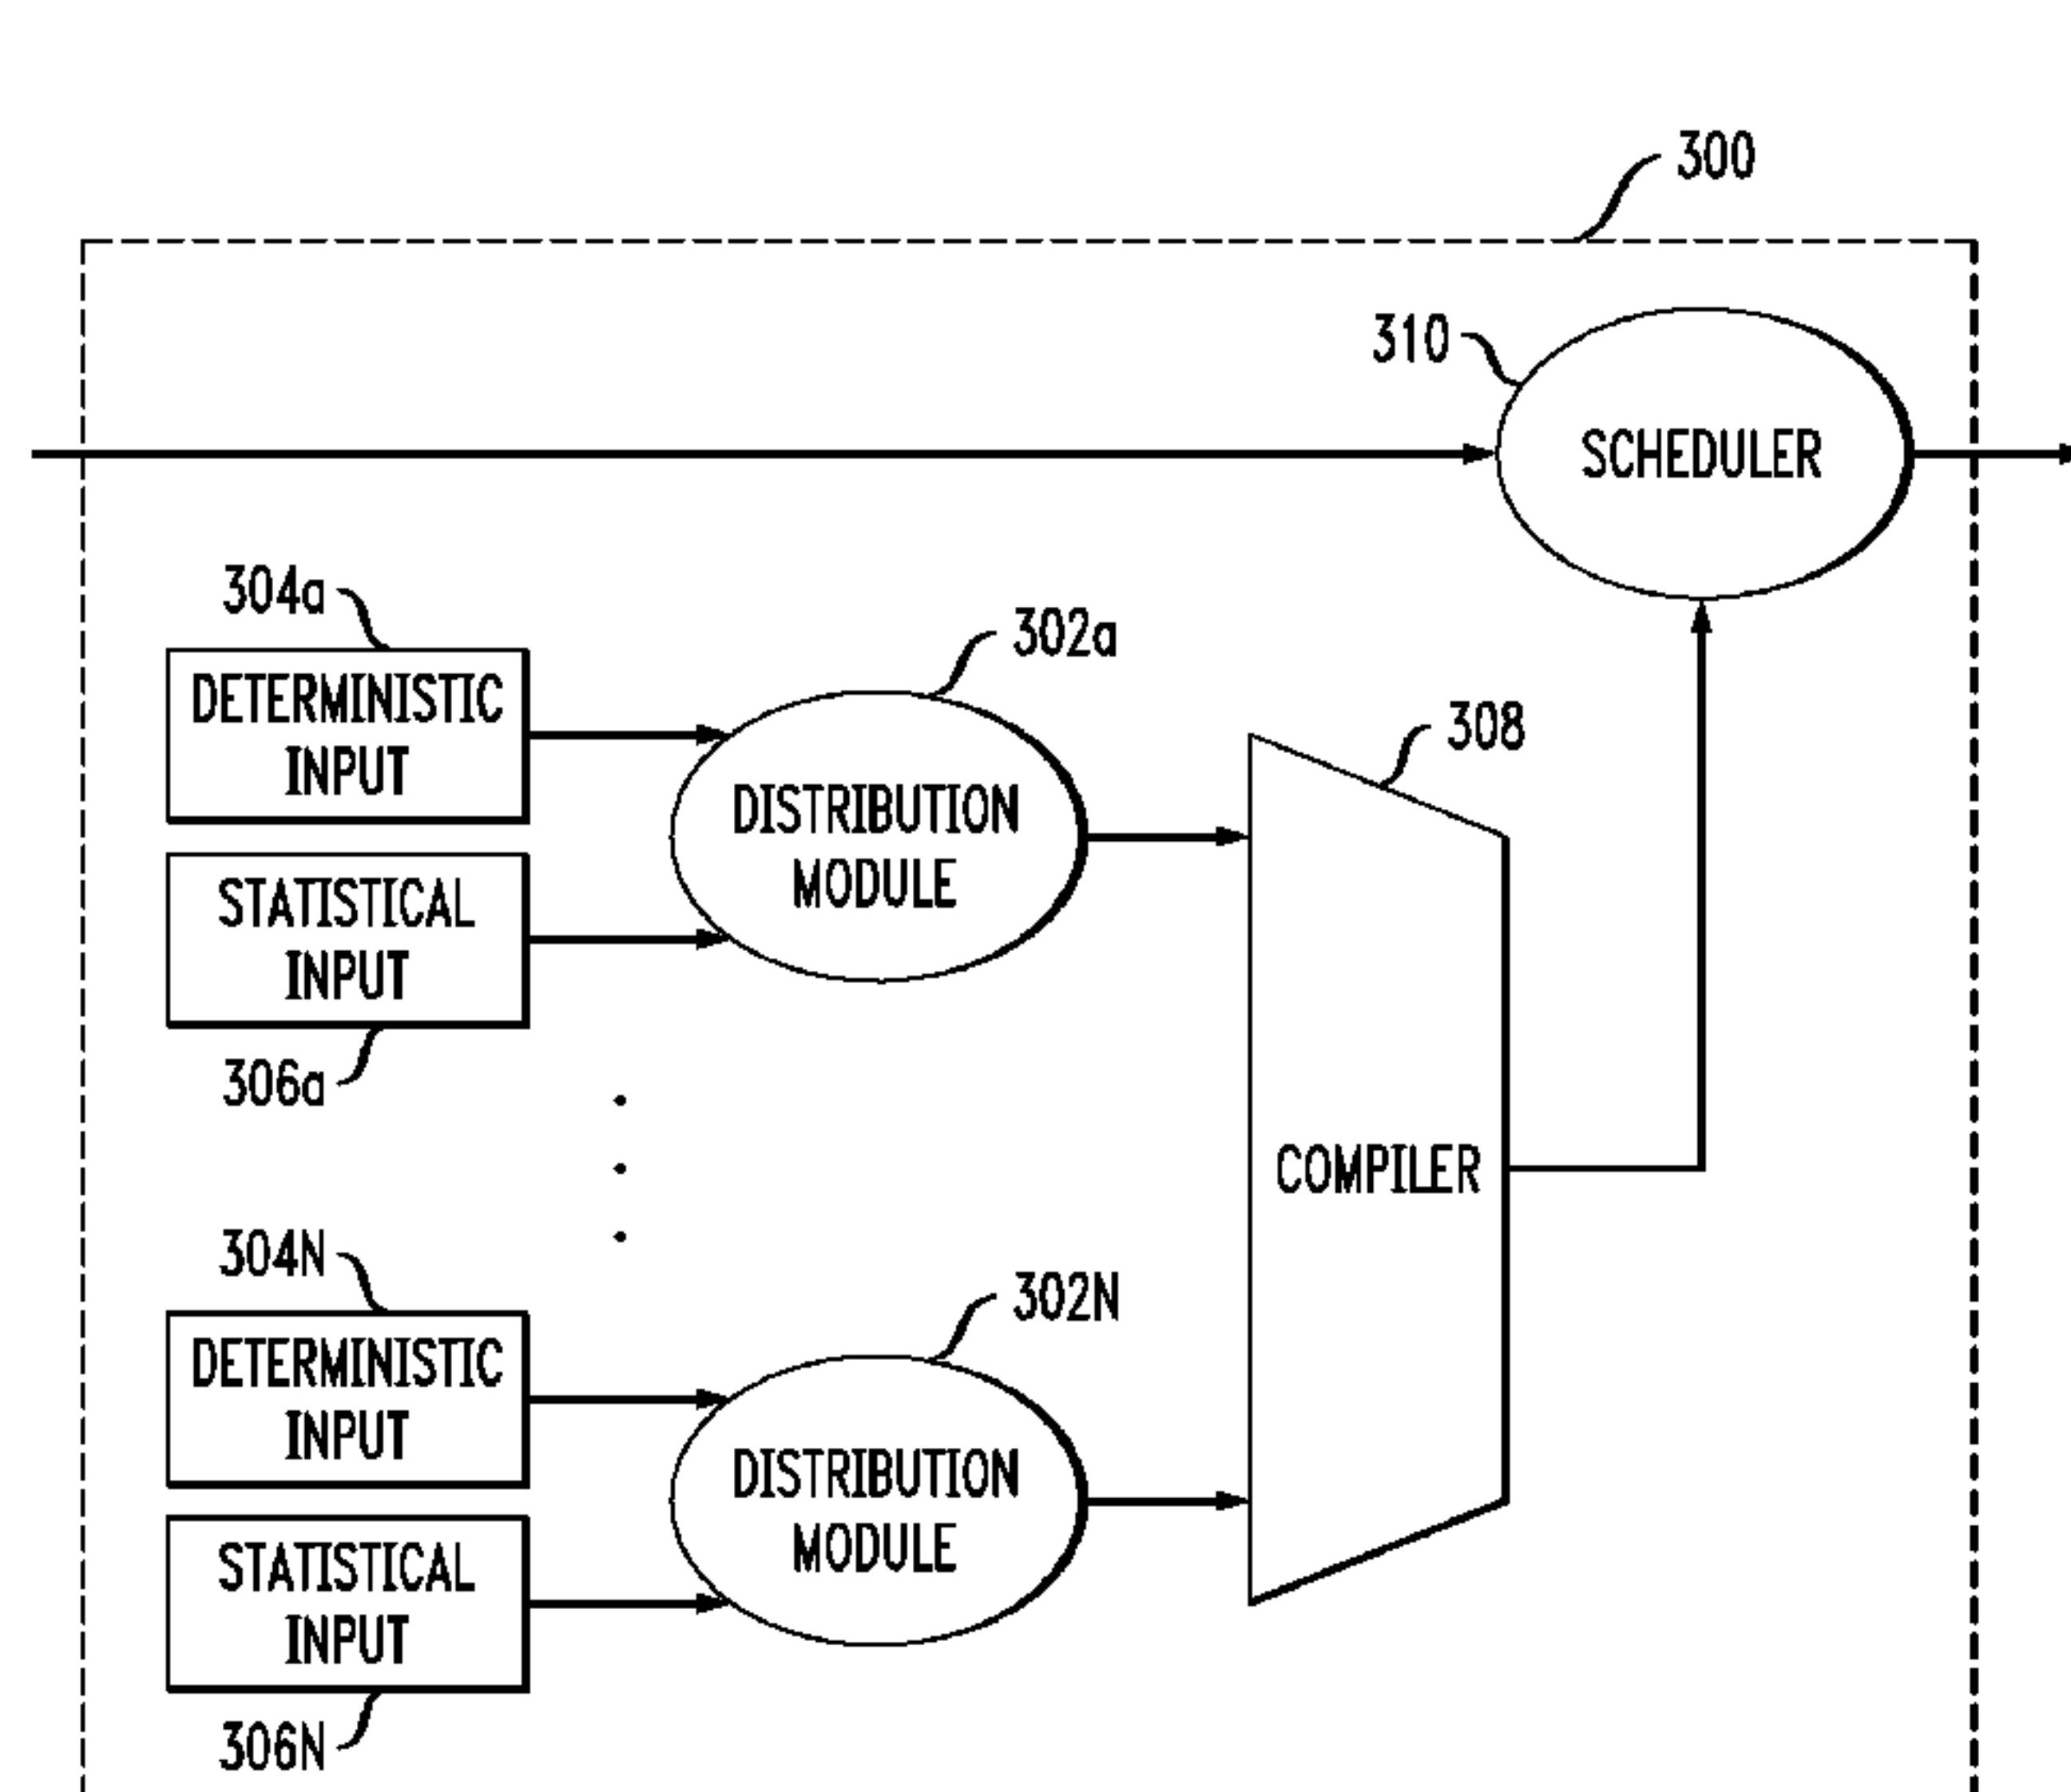 300
310
SCHEDULER
304a
DETERMINISTIC
INPUT
302a
DISTRIBUTION
MODULE
308
STATISTICAL
INPUT
306a
COMPILER
304N
DETERMINISTIC
INPUT
302N
DISTRIBUTION
MODULE
STATISTICAL
INPUT
306N